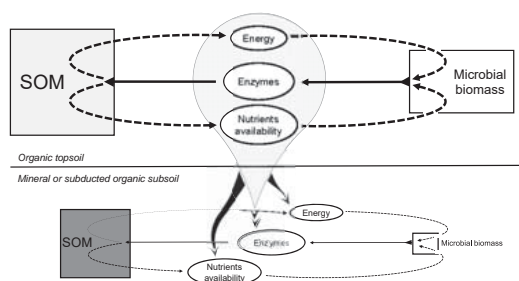 Energy
SOM
Enzymes
Microbial
biomass
Nutrients
availability
Organic topsoil
Mineral or subducted organic subsoil
Energy
SOM
Enzymes
Microbial biomass
Nutrients
availability